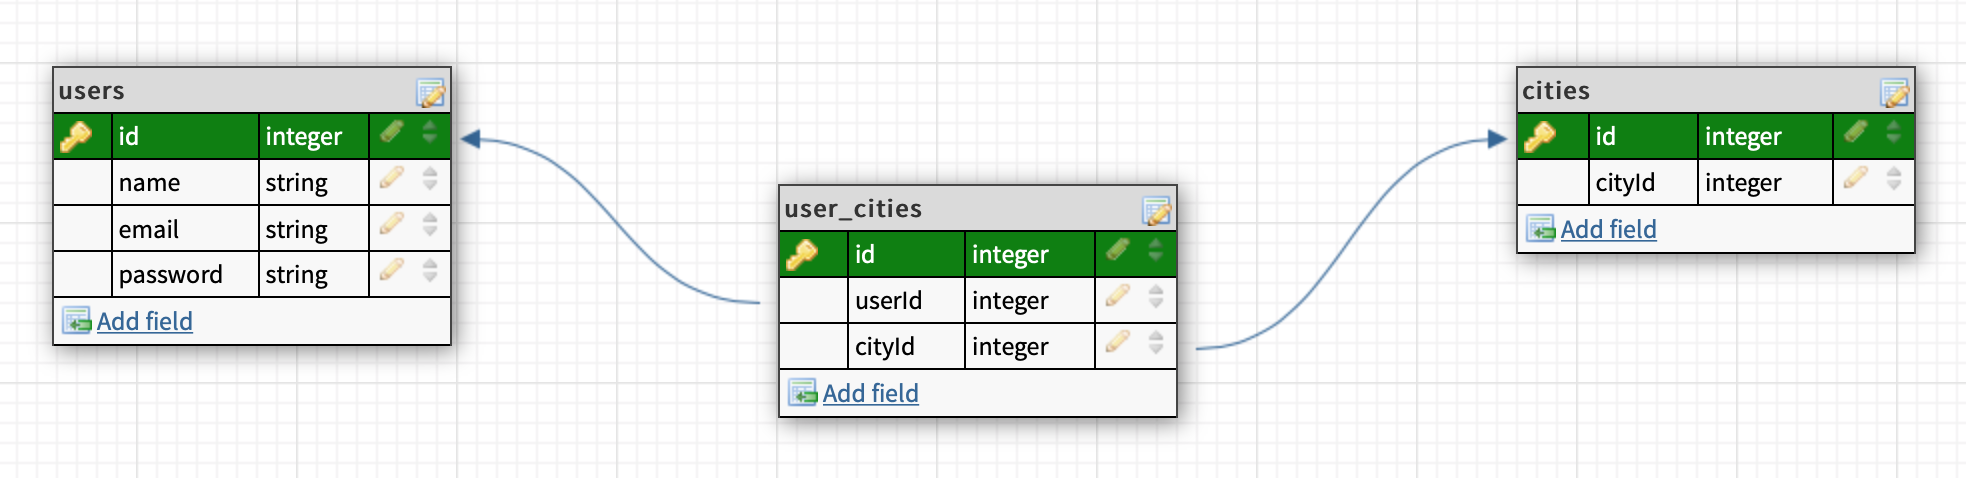 users
id integer
name string
email string
password string
Add field
user_cities
id integer
userId integer
cityId integer
Add field
cities
id integer
cityId integer
Add field